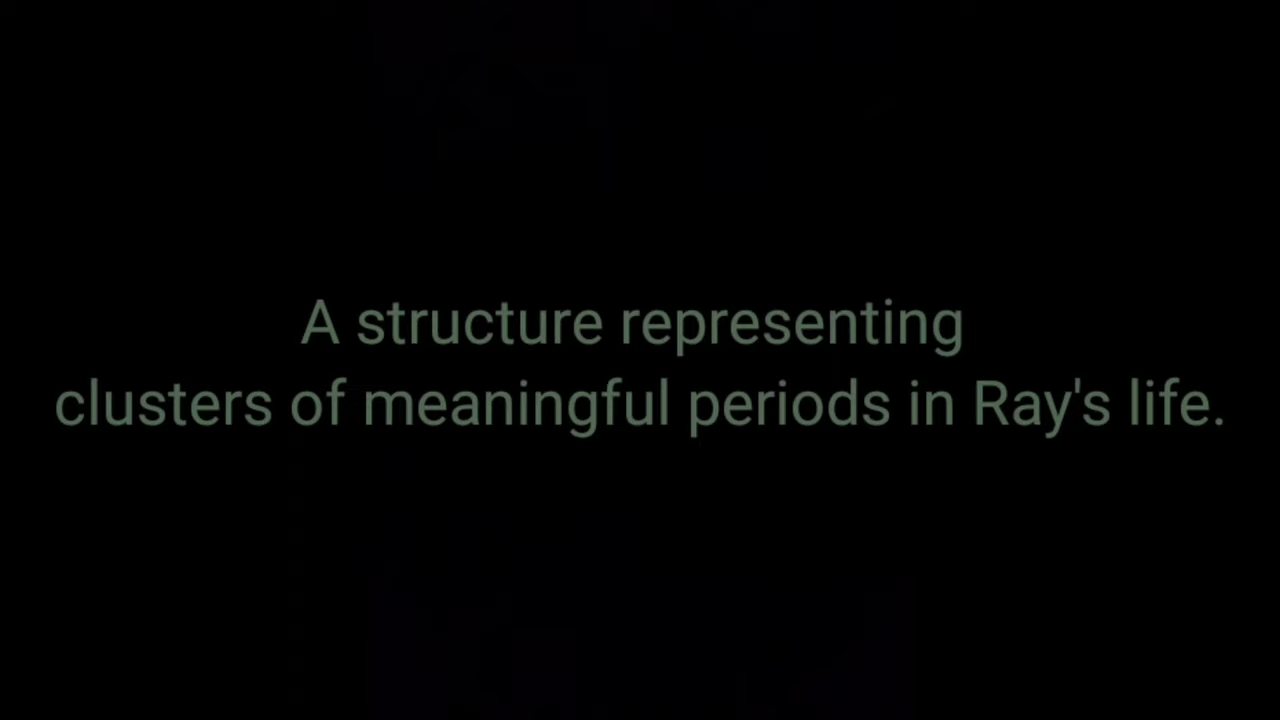 A structure representing
clusters of meaningful periods in Ray's life.